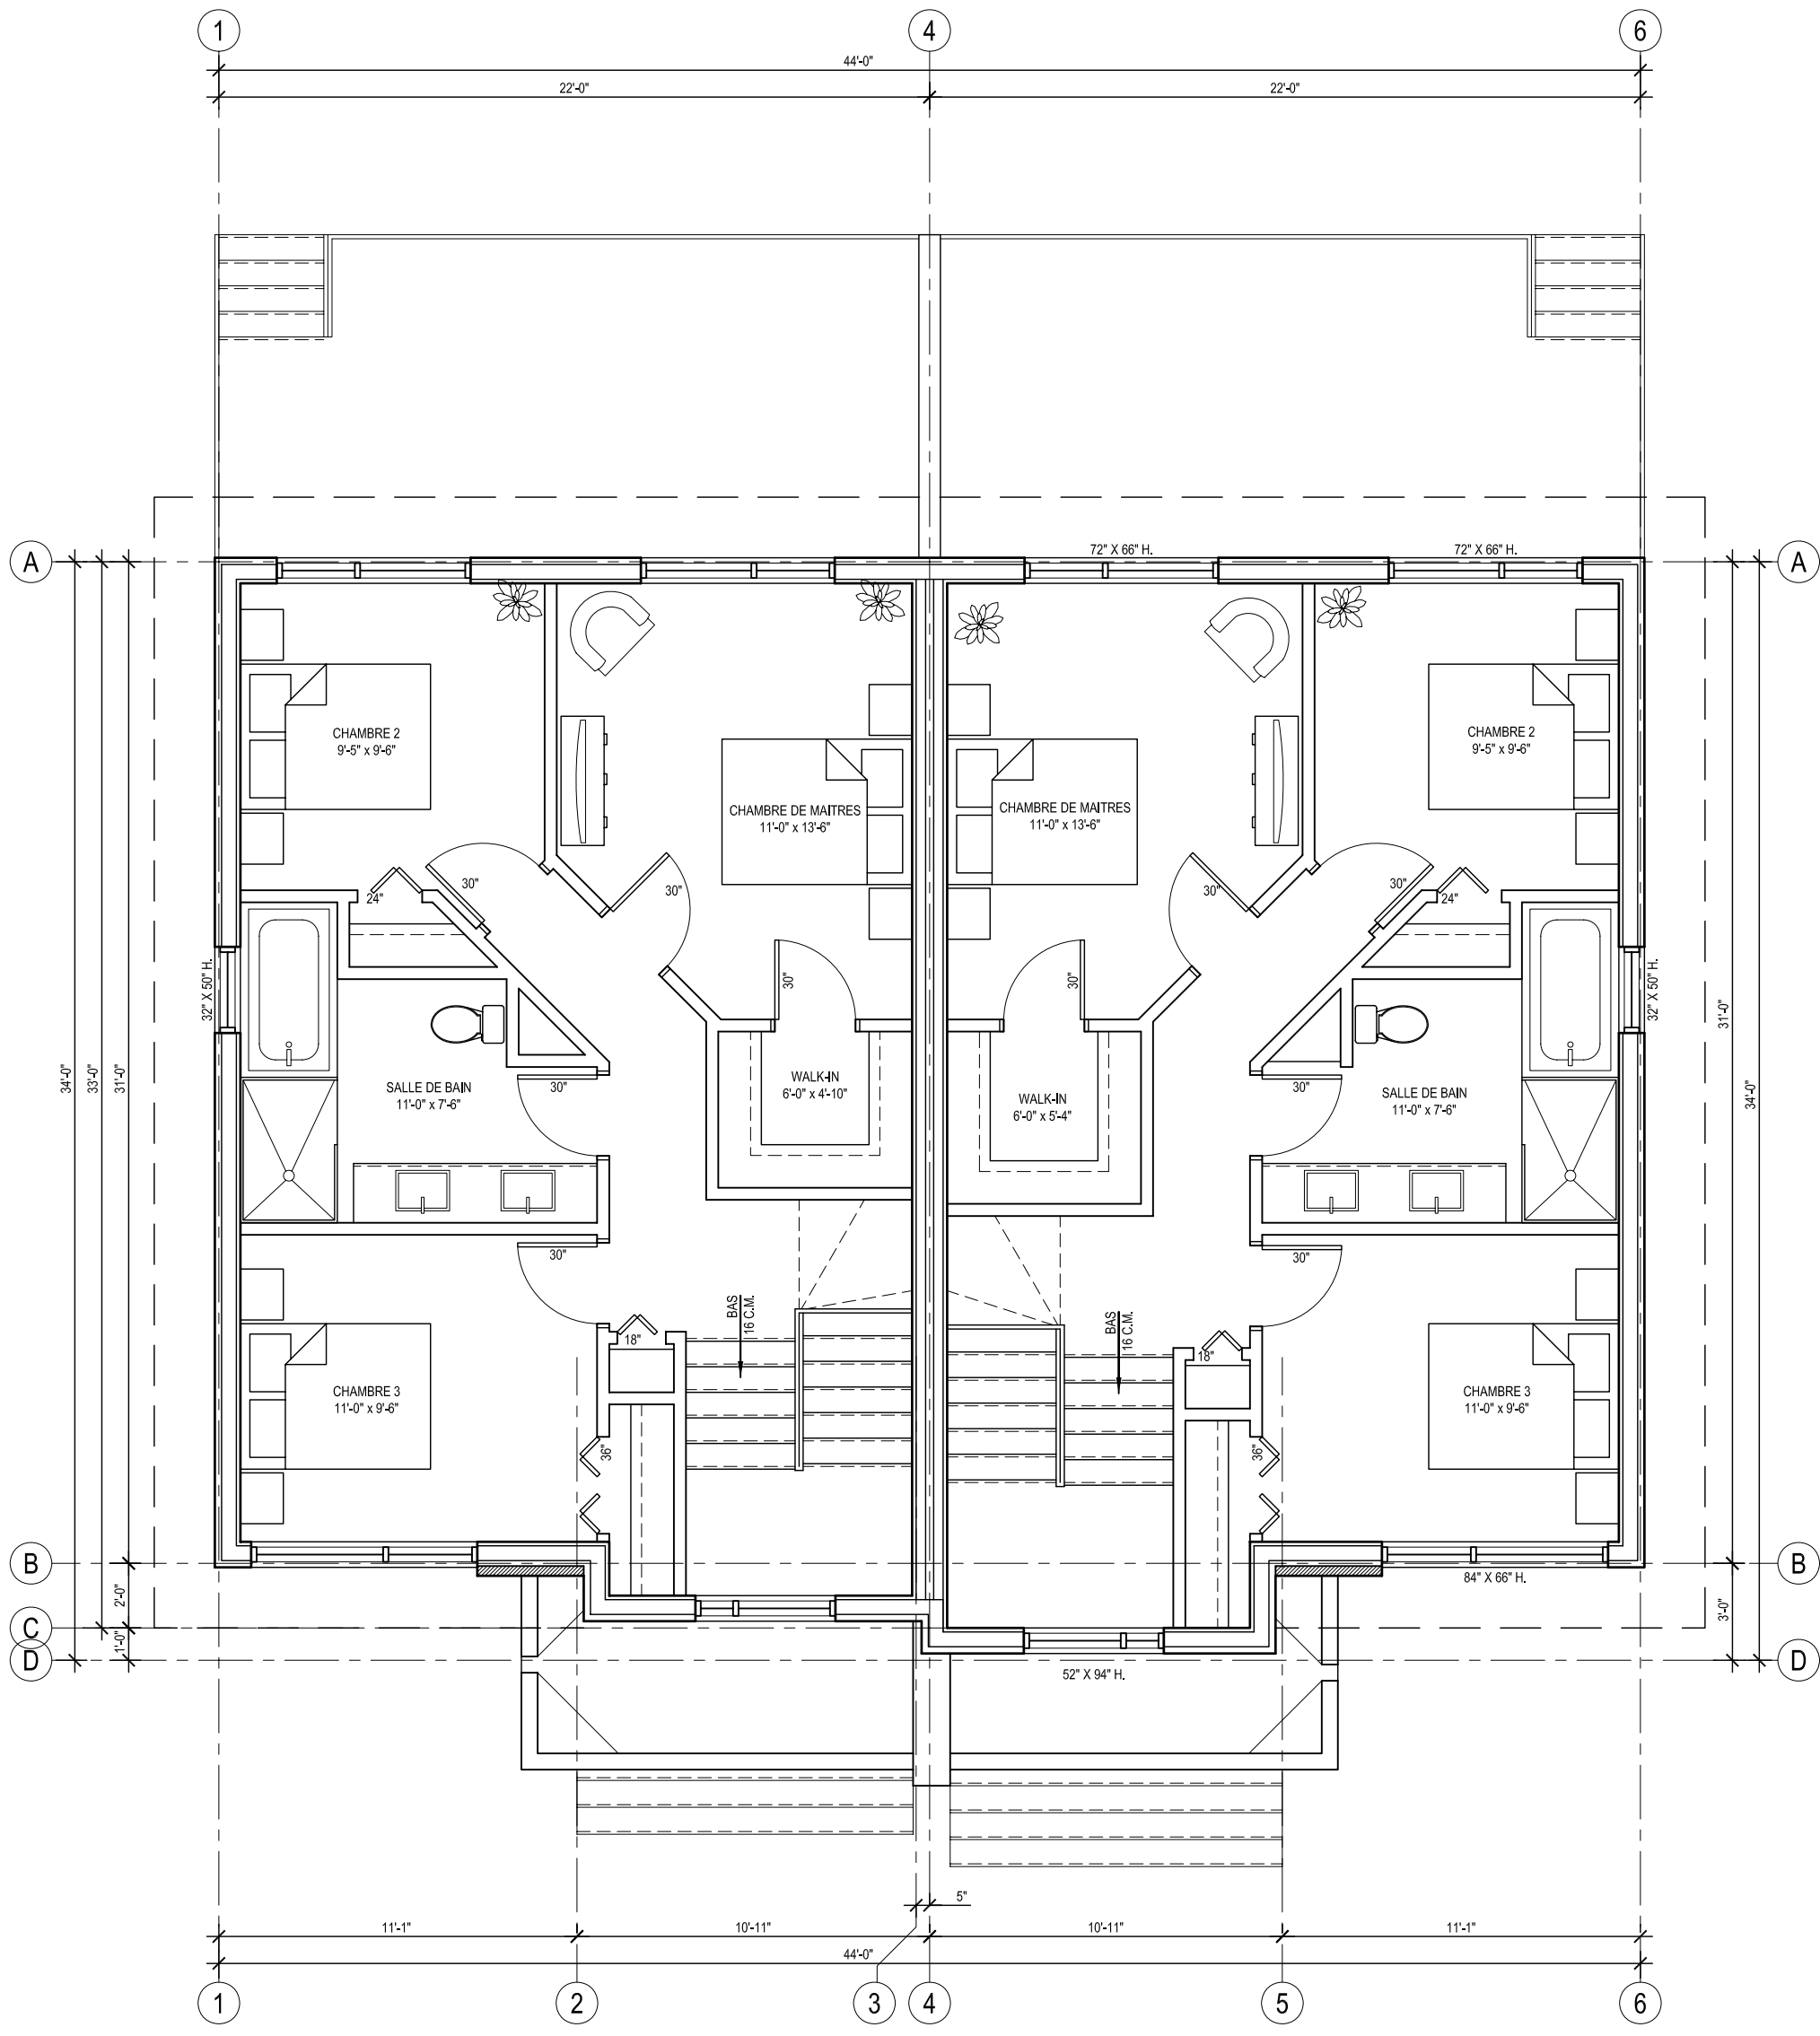 1
4
6
44'-0"
22'-0"
22'-0"
A
72" X 66" H.
72" X 66" H.
A
CHAMBRE 2
9'-5" x 9'-6"
CHAMBRE 2
9'-5" x 9'-6"
CHAMBRE DE MAITRES
11'-0" x 13'-6"
CHAMBRE DE MAITRES
11'-0" x 13'-6"
24"
30"
30"
30"
30"
24"
32" X 50" H.
30"
30"
32" X 50" H.
34'-0"
33'-0"
31'-0"
31'-0"
34'-0"
SALLE DE BAIN
11'-0" x 7'-6"
30"
WALK-IN
6'-0" x 4'-10"
WALK-IN
6'-0" x 5'-4"
30"
SALLE DE BAIN
11'-0" x 7'-6"
30"
30"
BAS
16 C.M.
BAS
16 C.M.
18"
18"
CHAMBRE 3
11'-0" x 9'-6"
CHAMBRE 3
11'-0" x 9'-6"
36"
36"
B
84" X 66" H.
B
2'-0"
3'-0"
C
1'-0"
D
52" X 94" H.
D
5"
11'-1"
10'-11"
10'-11"
11'-1"
44'-0"
1
2
3
4
5
6